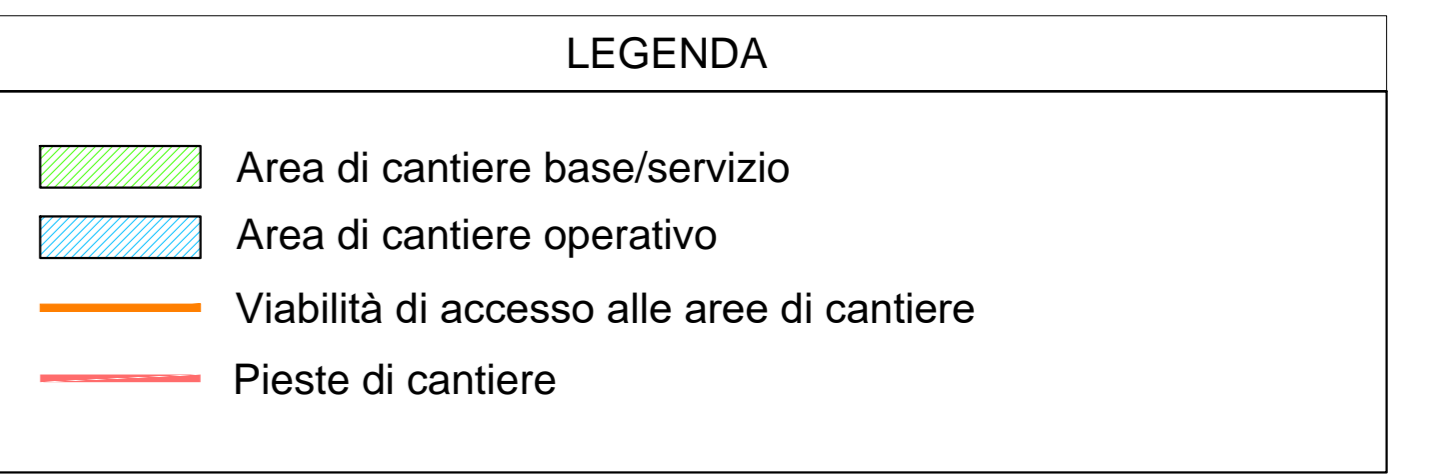 LEGENDA
Area di cantiere base/servizio
Area di cantiere operativo
Viabilità di accesso alle aree di cantiere
Pieste di cantiere